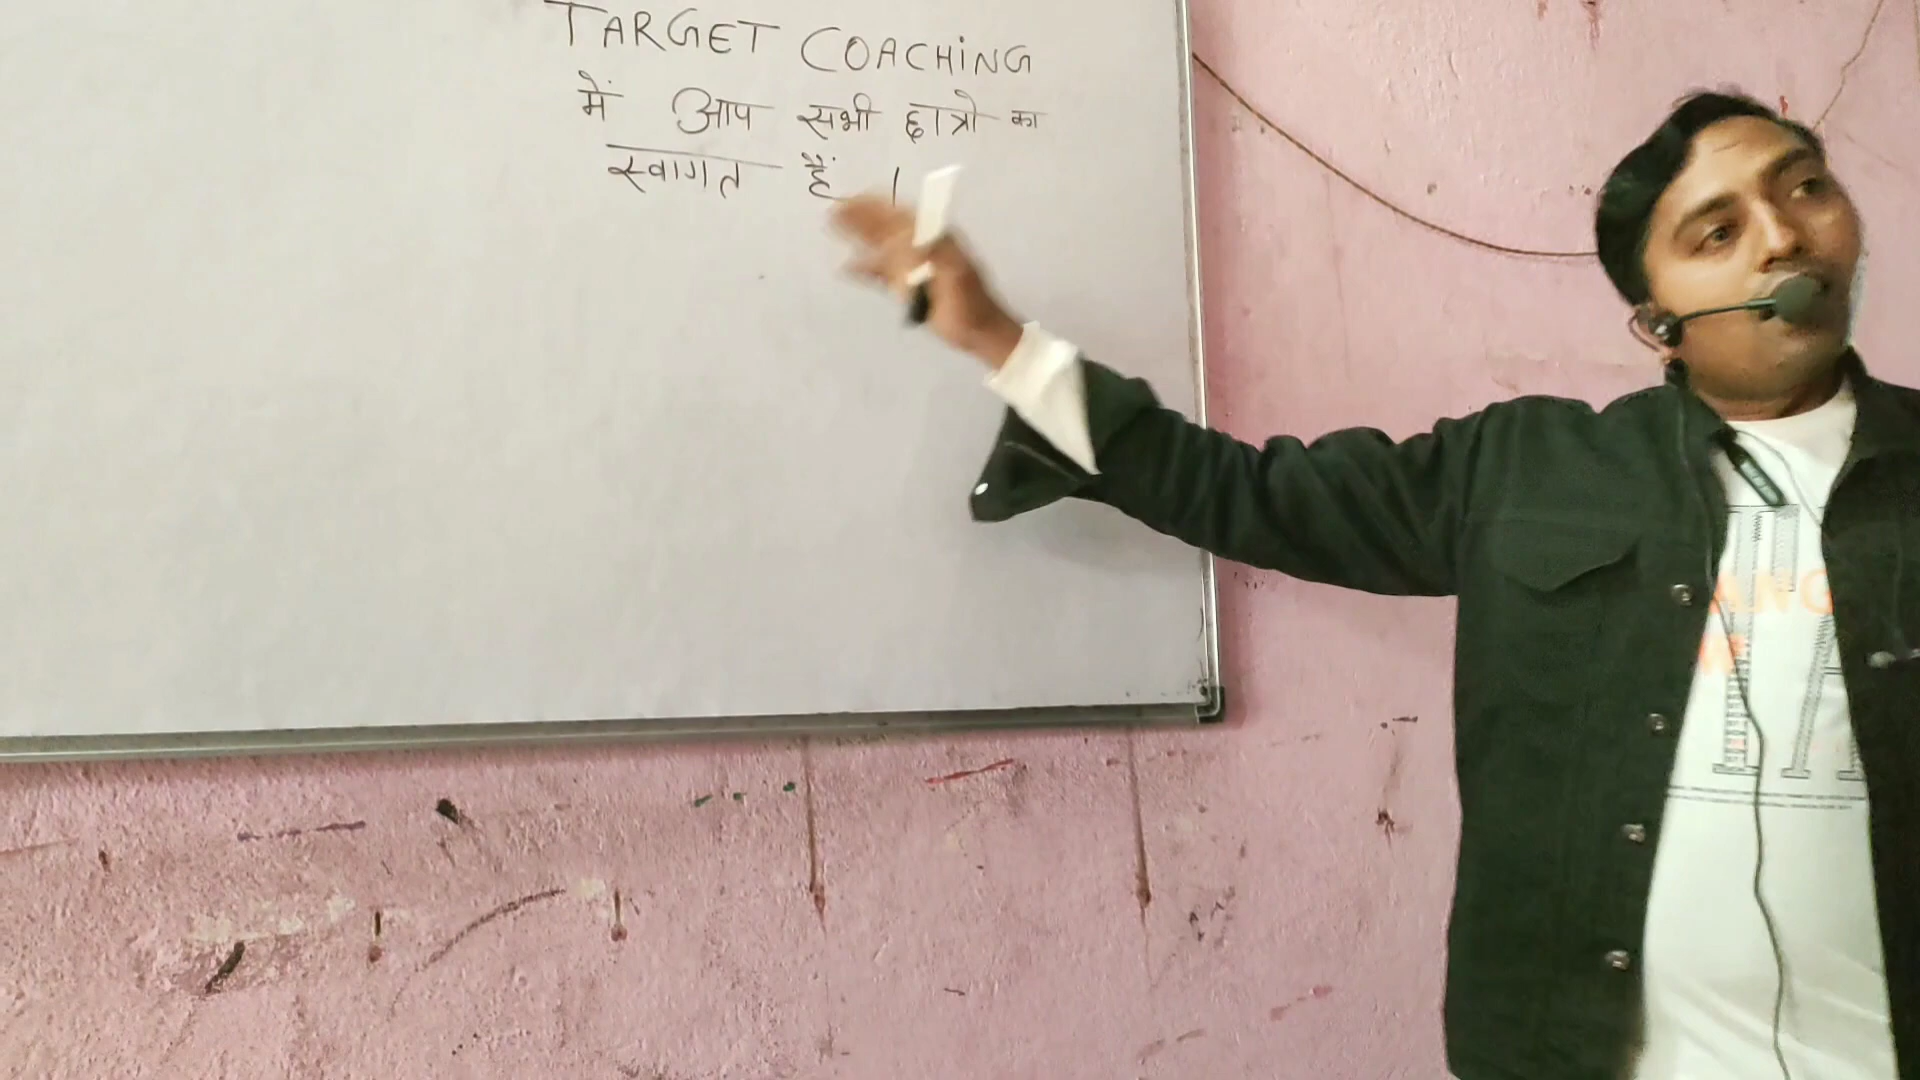 TARGET COACHiNG
में आप सभी छात्रो का
स्वागत हैं ।